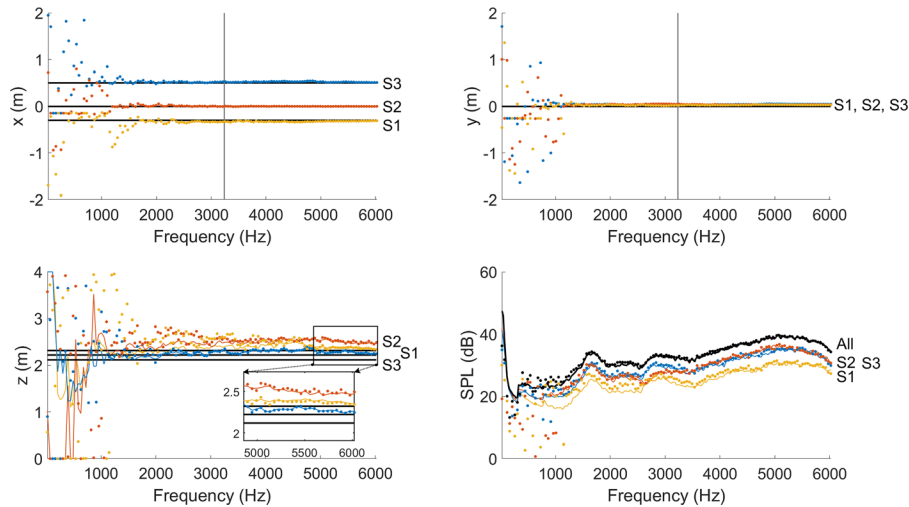 2
1
0
-1
-2
x (m)
S3
S2
S1
1000 2000 3000 4000 5000 6000
Frequency (Hz)
2
1
0
-1
-2
y (m)
S1, S2, S3
1000 2000 3000 4000 5000 6000
Frequency (Hz)
4
3
2
1
0
z (m)
S2
S1
S3
2.5
2
5000 5500 6000
1000 2000 3000 4000 5000 6000
Frequency (Hz)
60
40
20
0
SPL (dB)
All
S2 S3
S1
1000 2000 3000 4000 5000 6000
Frequency (Hz)